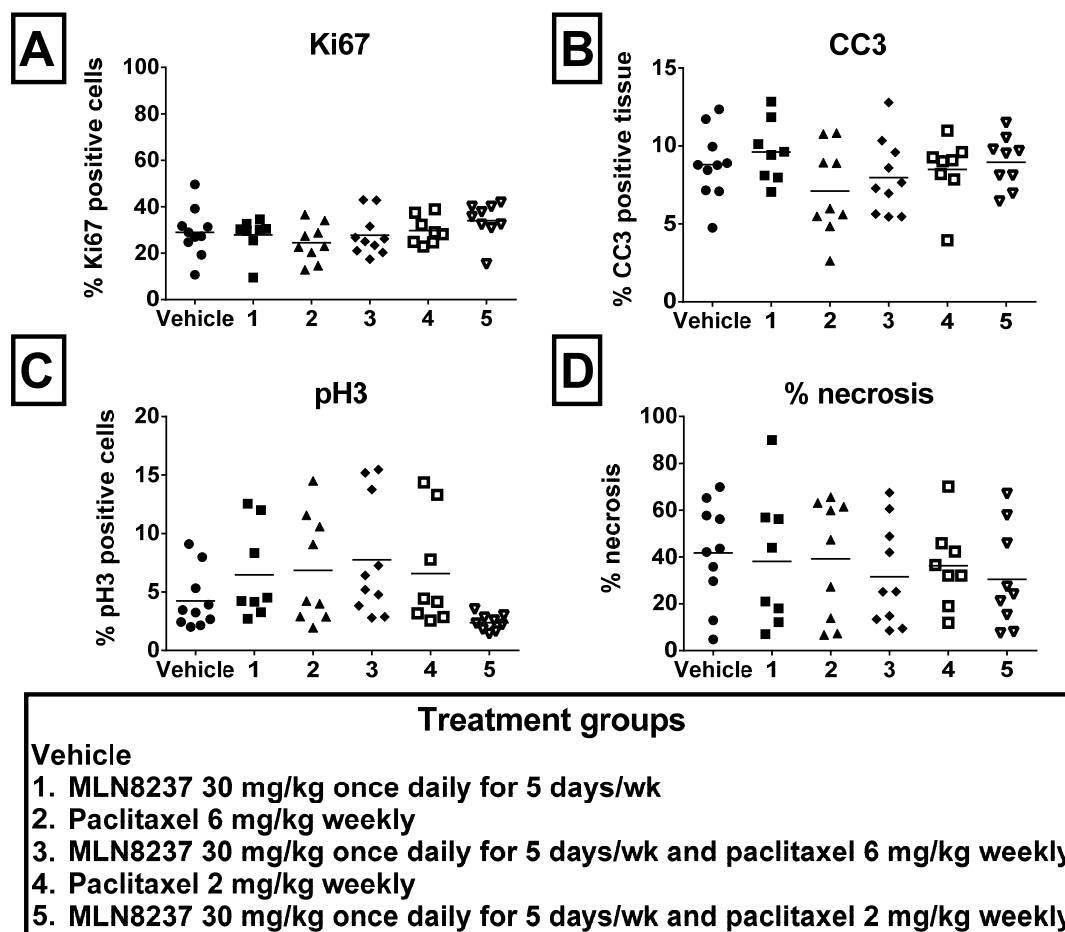 A
Ki67
% Ki67 positive cells
100
80
60
40
20
0
Vehicle 1 2 3 4 5
B
CC3
% CC3 positive tissue
15
10
5
0
Vehicle 1 2 3 4 5
C
pH3
% pH3 positive cells
20
15
10
5
0
Vehicle 1 2 3 4 5
D
% necrosis
% necrosis
100
80
60
40
20
0
Vehicle 1 2 3 4 5
Treatment groups
Vehicle
1. MLN8237 30 mg/kg once daily for 5 days/wk
2. Paclitaxel 6 mg/kg weekly
3. MLN8237 30 mg/kg once daily for 5 days/wk and paclitaxel 6 mg/kg weekly
4. Paclitaxel 2 mg/kg weekly
5. MLN8237 30 mg/kg once daily for 5 days/wk and paclitaxel 2 mg/kg weekly